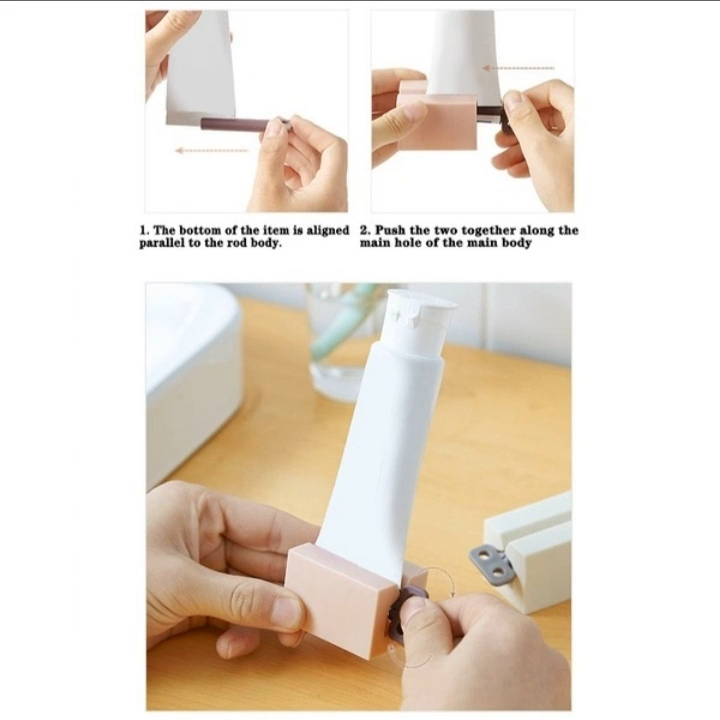 1. The bottom of the item is aligned
parallel to the rod body.
2. Push the two together along the
main hole of the main body